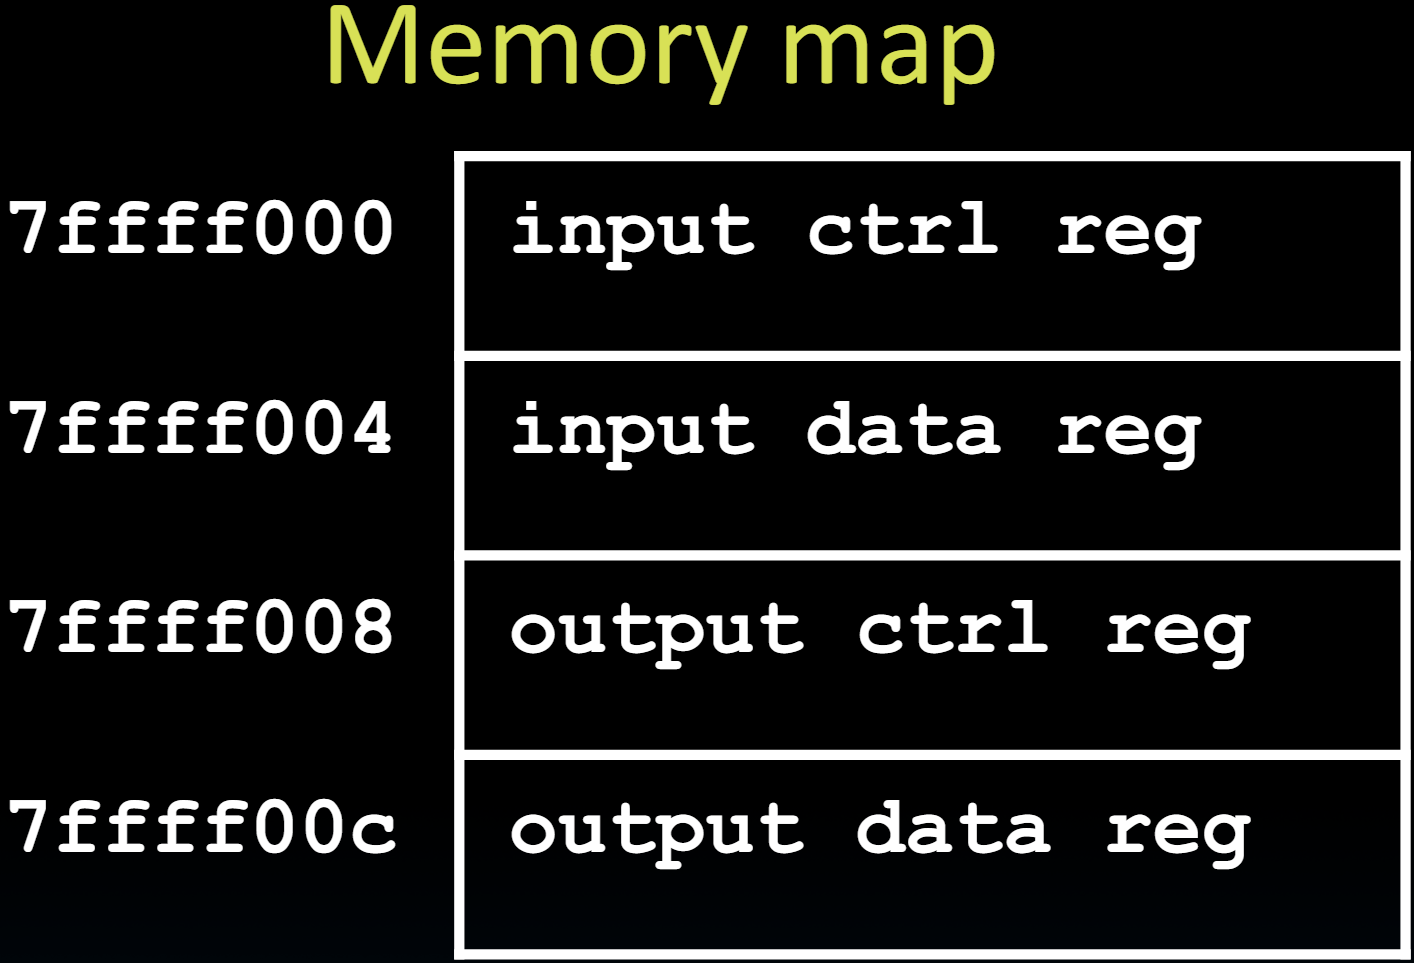 Memory map
7ffff000 input ctrl reg
7ffff004 input data reg
7ffff008 output ctrl reg
7ffff00c output data reg